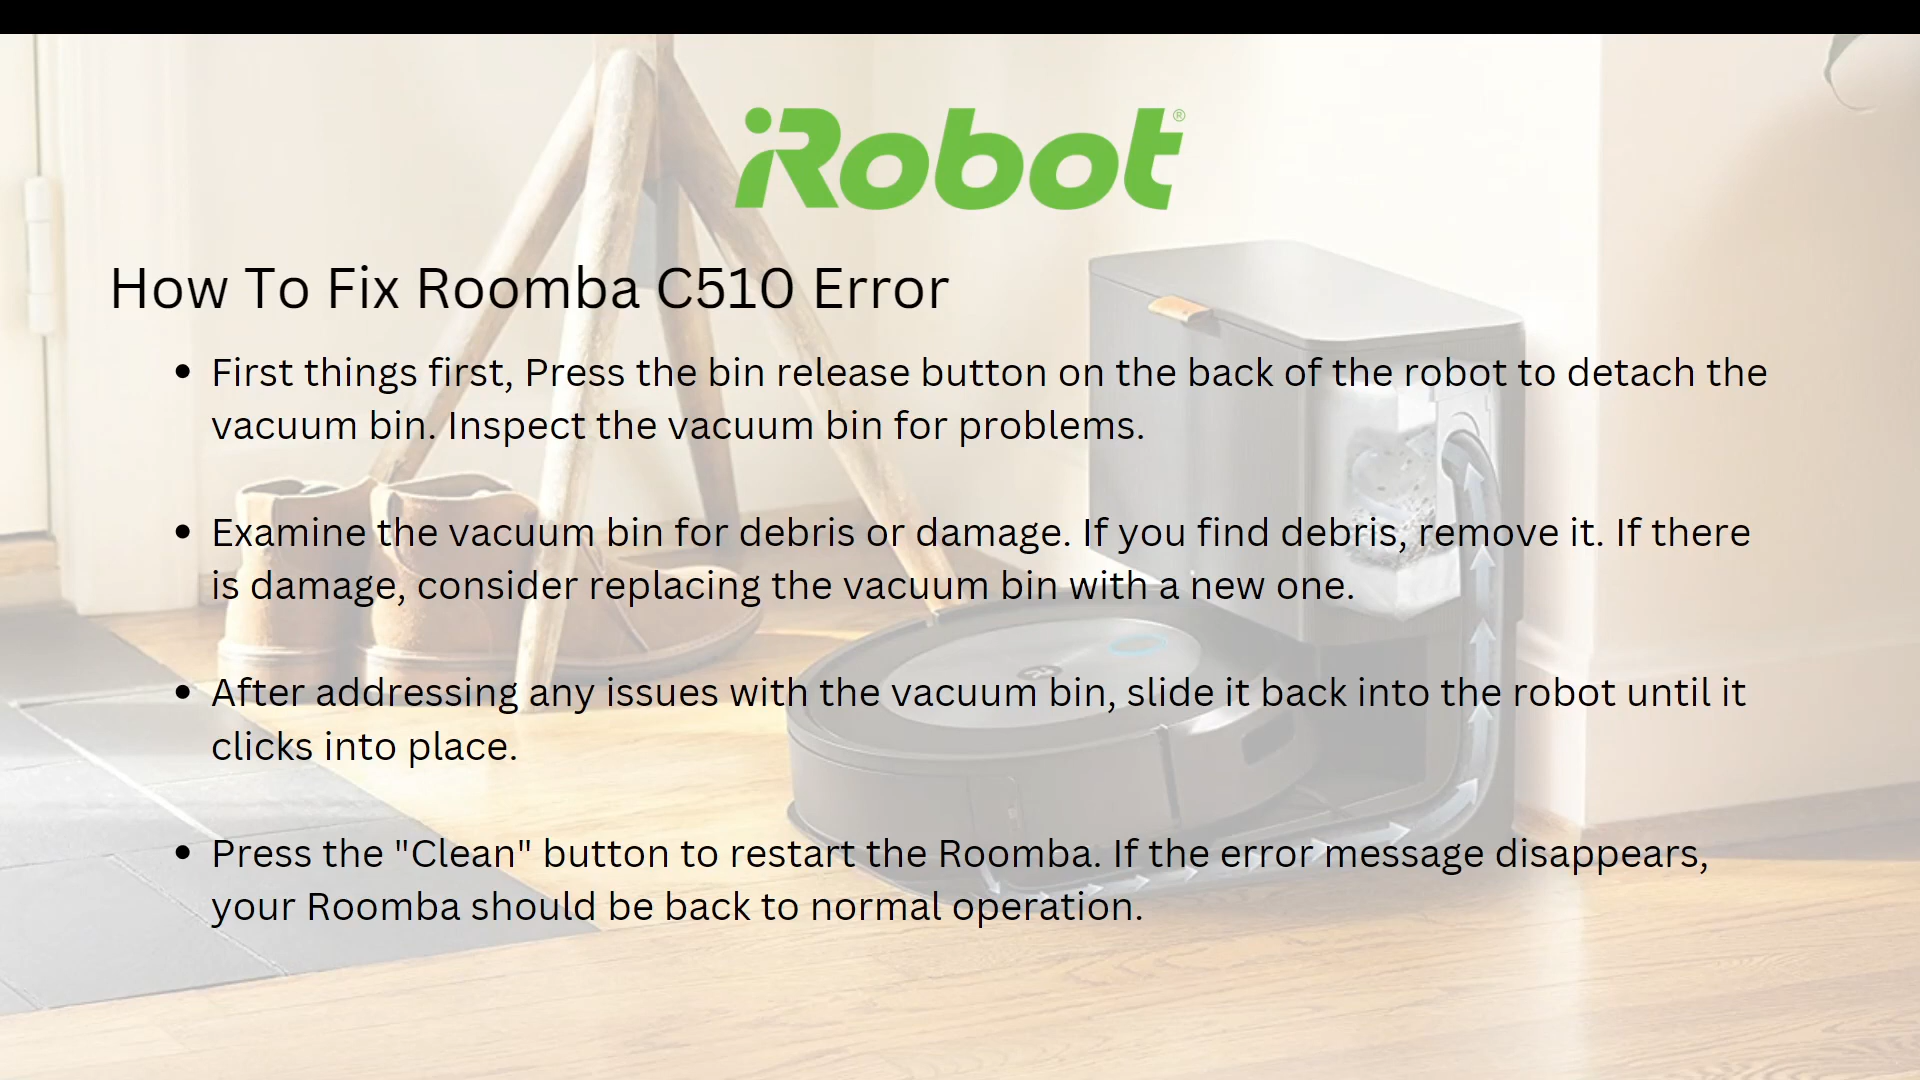 iRobot®
How To Fix Roomba C510 Error
• First things first, Press the bin release button on the back of the robot to detach the
vacuum bin. Inspect the vacuum bin for problems.
• Examine the vacuum bin for debris or damage. If you find debris, remove it. If there
is damage, consider replacing the vacuum bin with a new one.
• After addressing any issues with the vacuum bin, slide it back into the robot until it
clicks into place.
• Press the "Clean" button to restart the Roomba. If the error message disappears,
your Roomba should be back to normal operation.